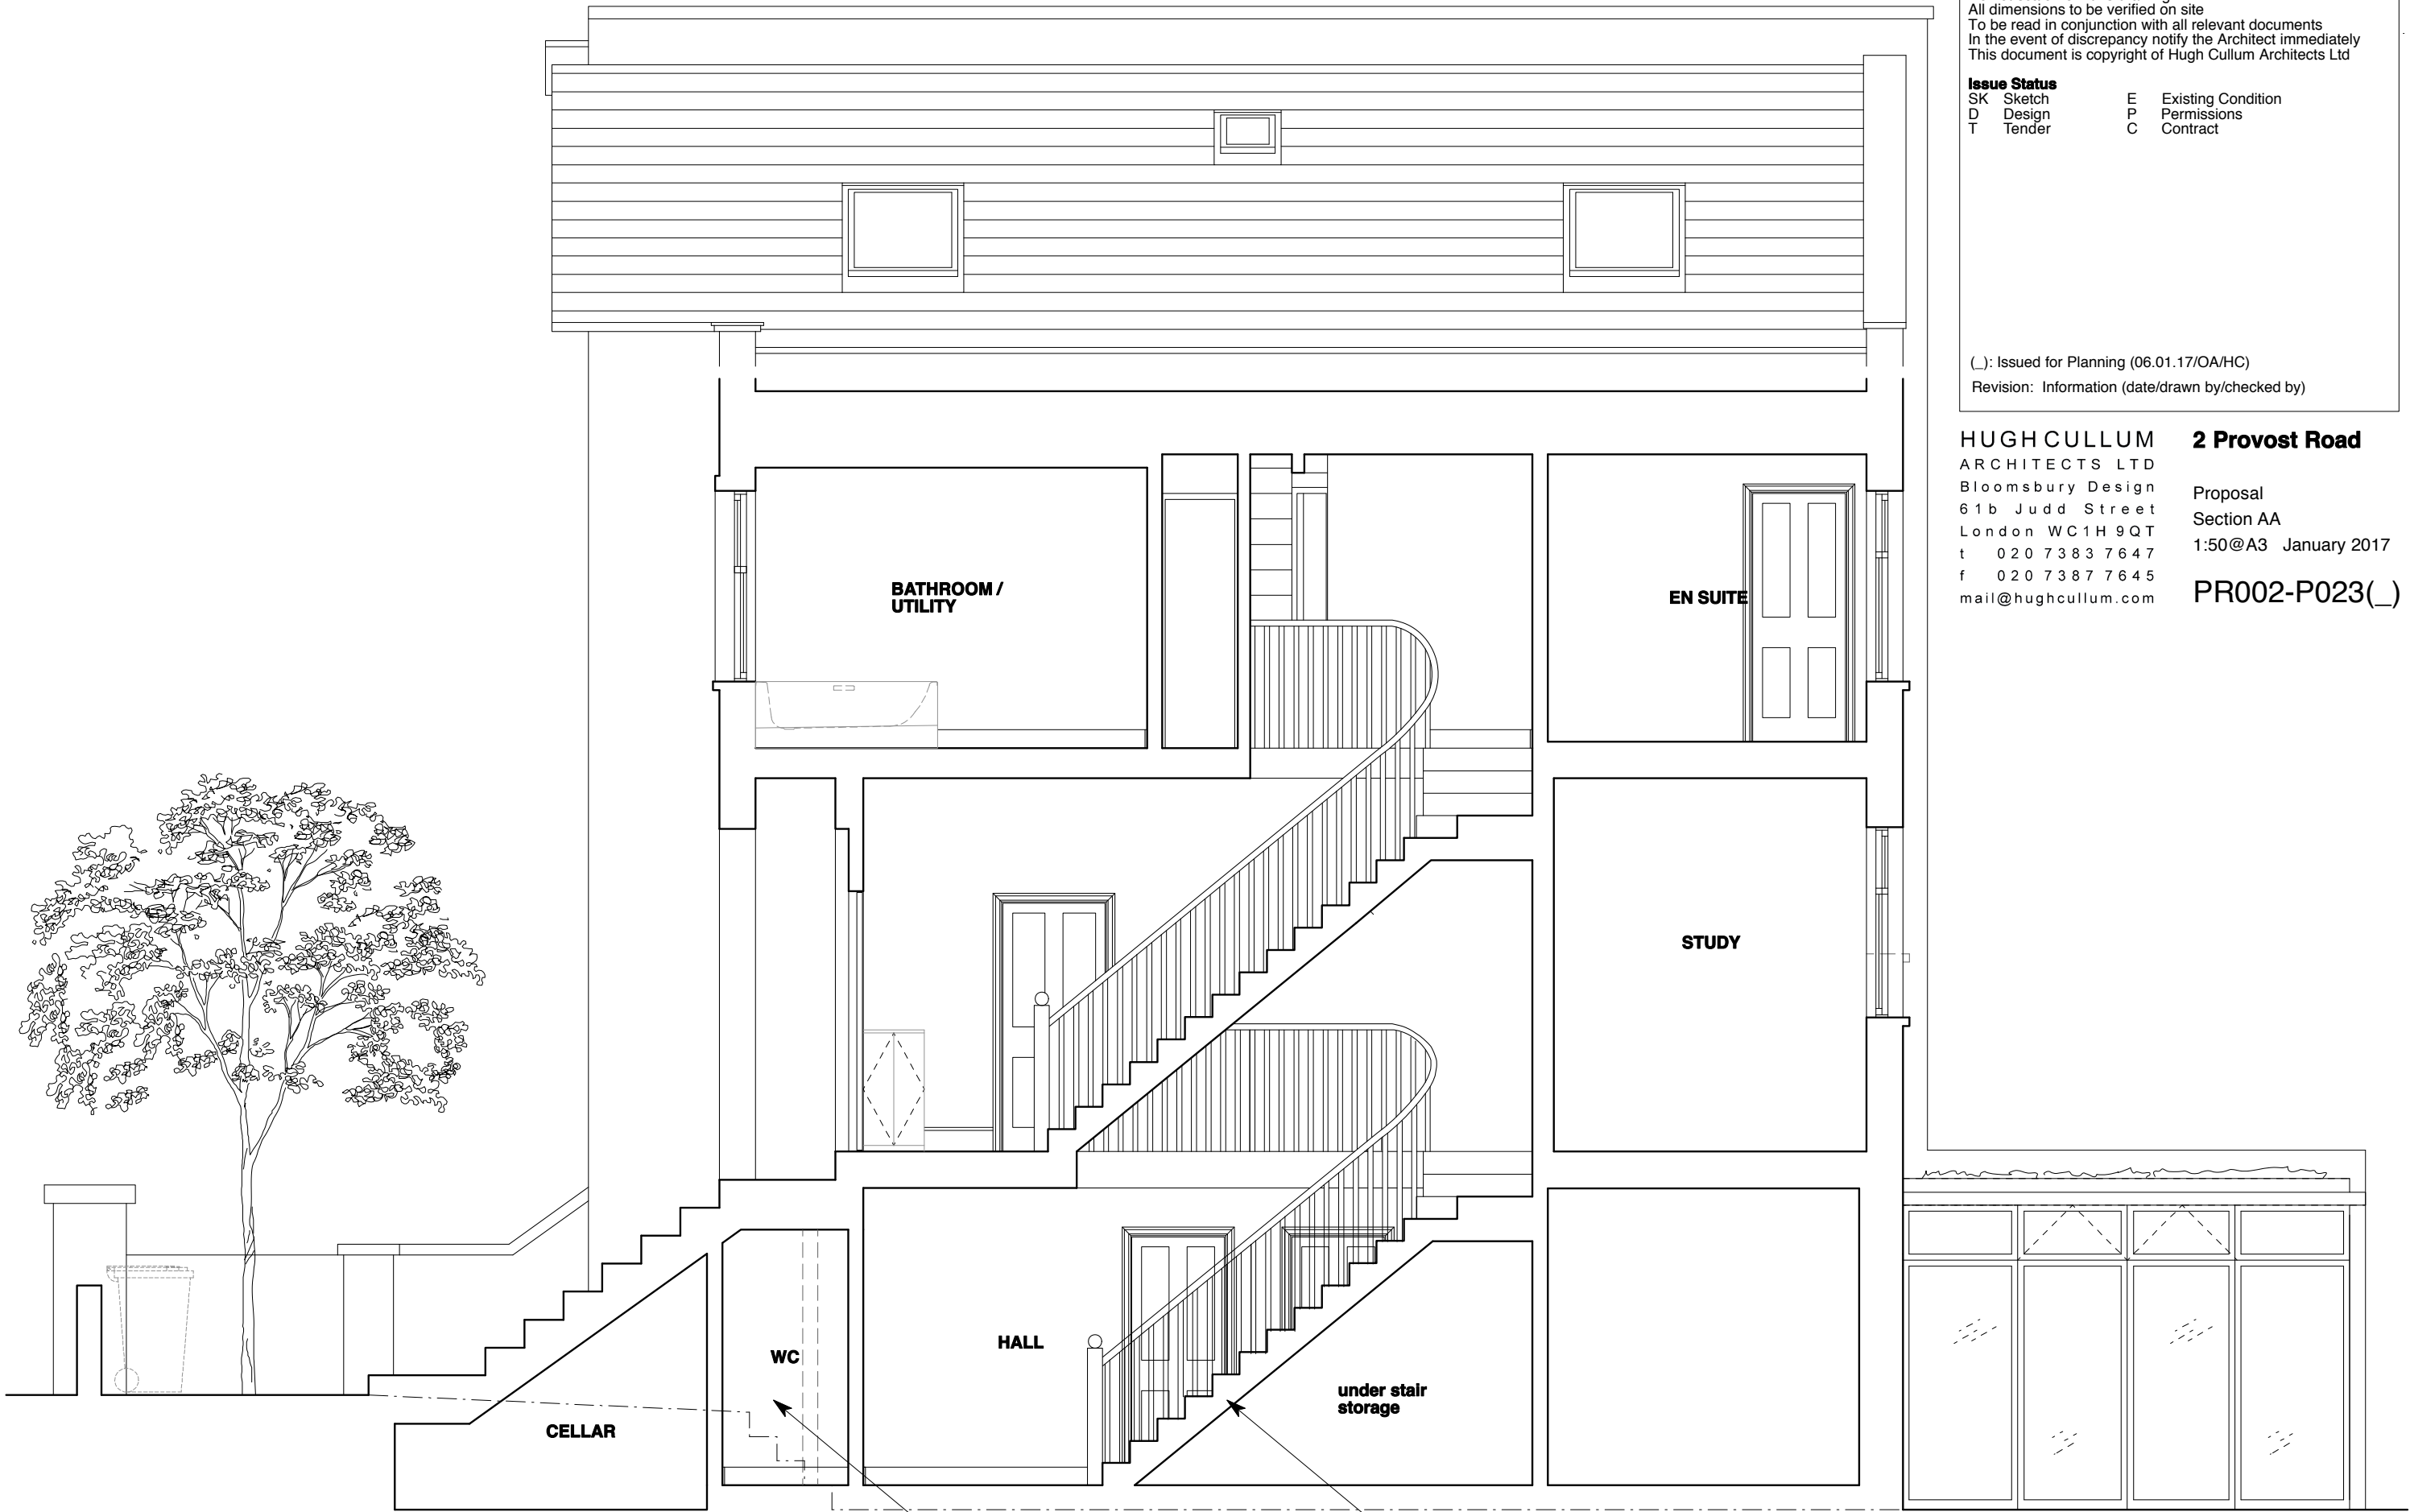 All dimensions to be verified on site
To be read in conjunction with all relevant documents
In the event of discrepancy notify the Architect immediately
This document is copyright of Hugh Cullum Architects Ltd
Issue Status
SK Sketch E Existing Condition
D Design P Permissions
T Tender C Contract
(_): Issued for Planning (06.01.17/OA/HC)
Revision: Information (date/drawn by/checked by)
HUGH CULLUM
ARCHITECTS LTD
Bloomsbury Design
61b Judd Street
London WC1H 9QT
t 020 7383 7647
f 020 7387 7645
mail@hughcullum.com
2 Provost Road
Proposal
Section AA
1:50@A3 January 2017
PR002-P023(_)
BATHROOM /
UTILITY
EN SUITE
STUDY
HALL
WC
under stair
storage
CELLAR